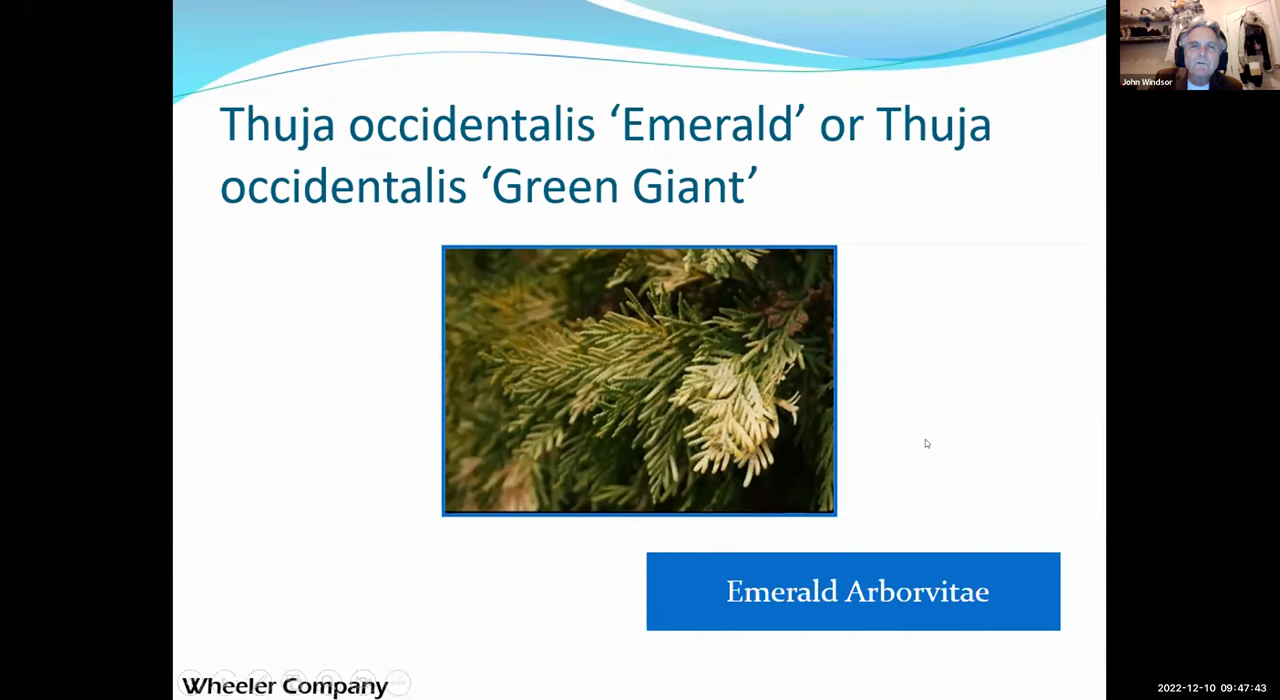 Thuja occidentalis ‘Emerald’ or Thuja
occidentalis ‘Green Giant’
John Windsor
Emerald Arborvitae
Wheeler Company
2022-12-10 09:47:43